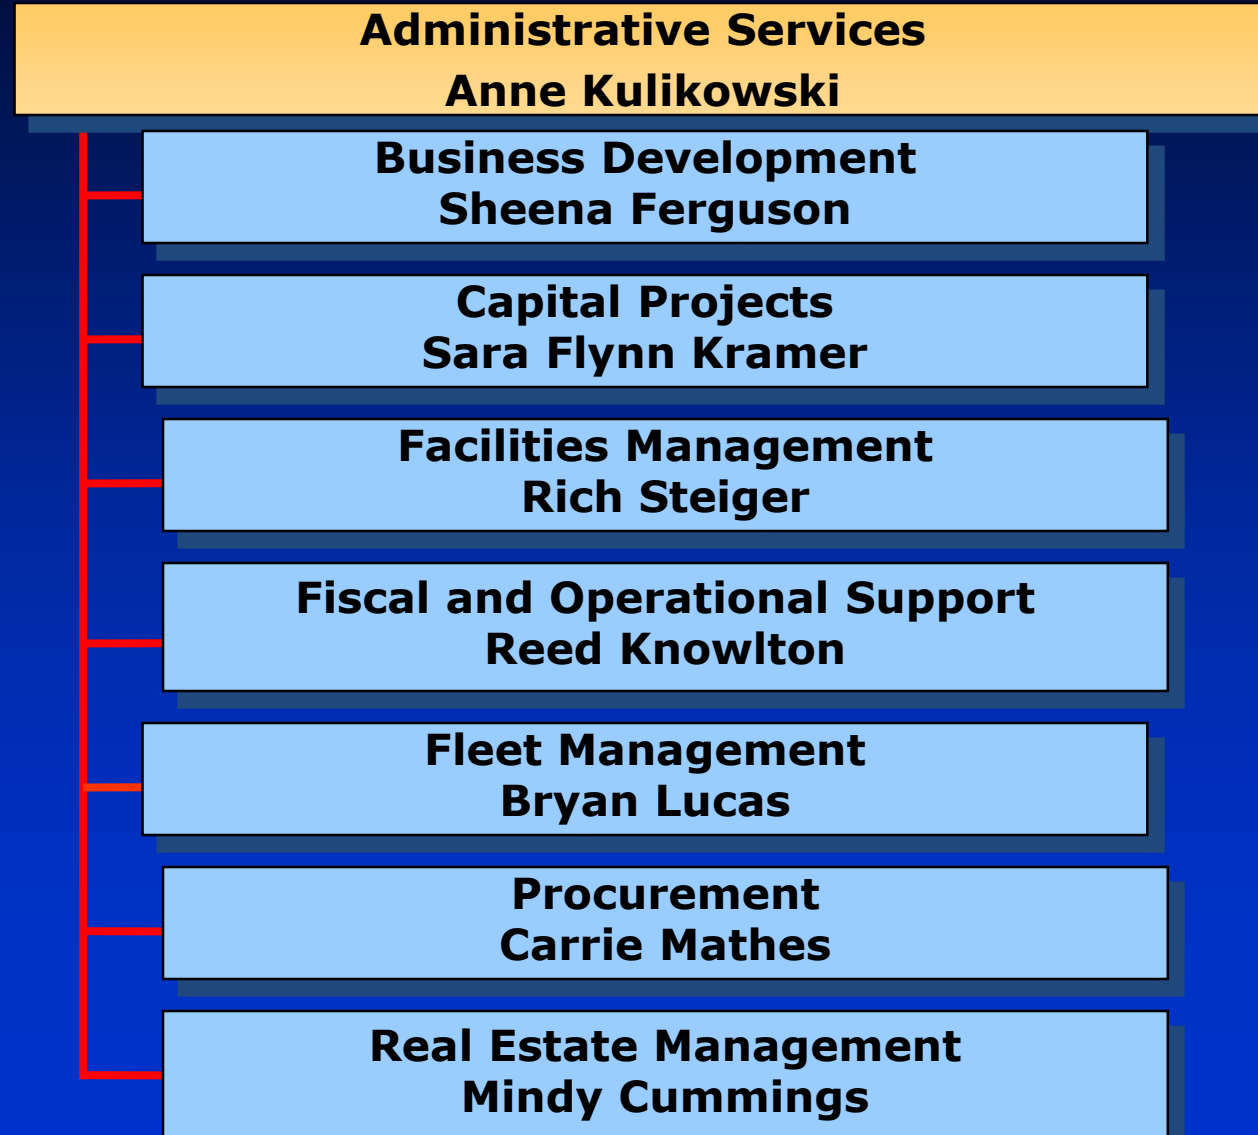 Administrative Services
Anne Kulikowski
Business Development
Sheena Ferguson
Capital Projects
Sara Flynn Kramer
Facilities Management
Rich Steiger
Fiscal and Operational Support
Reed Knowlton
Fleet Management
Bryan Lucas
Procurement
Carrie Mathes
Real Estate Management
Mindy Cummings